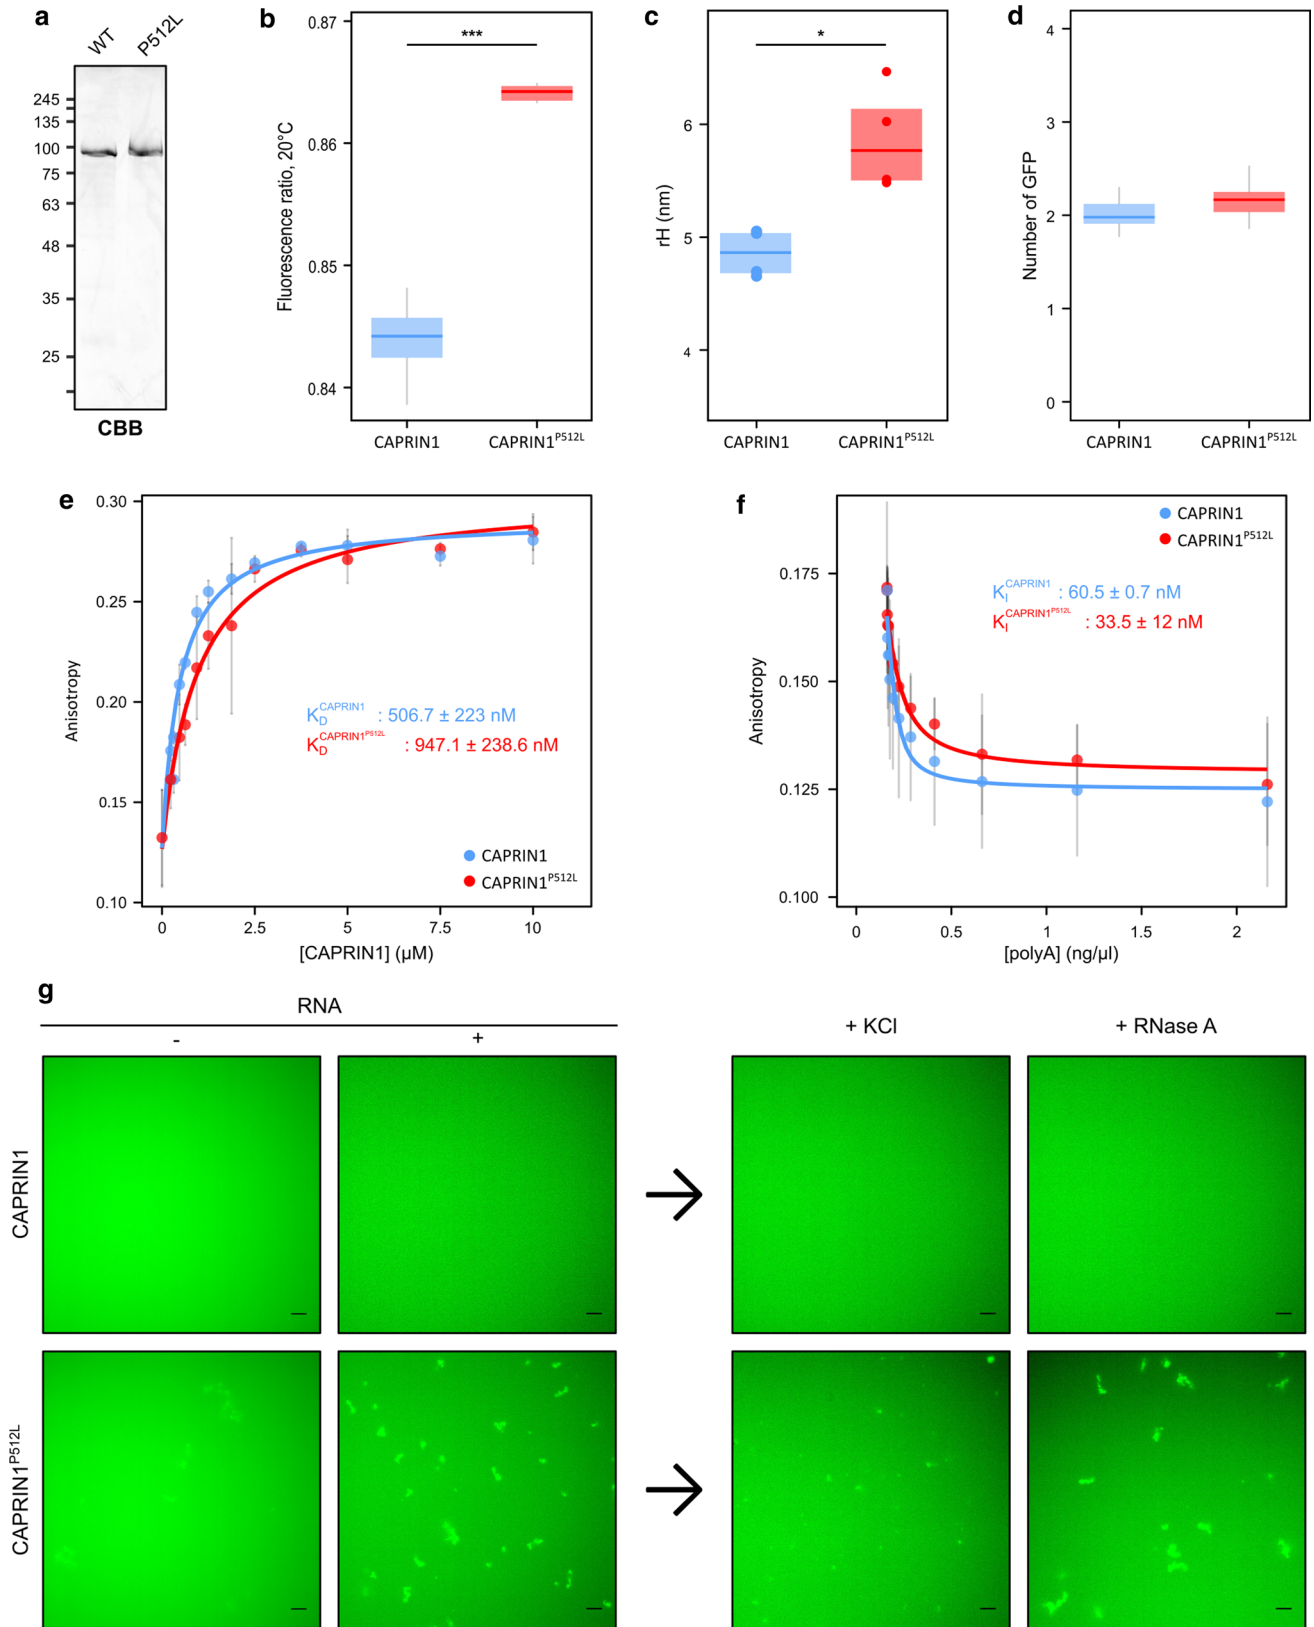 a
WT
P512L
245
135
100
75
63
48
35
25
CBB
b
***
Fluorescence ratio, 20°C
0.87
0.86
0.85
0.84
CAPRIN1
CAPRIN1P512L
c
*
rH (nm)
6
5
4
CAPRIN1
CAPRIN1P512L
d
Number of GFP
4
3
2
1
0
CAPRIN1
CAPRIN1P512L
e
Anisotropy
0.30
0.25
0.20
0.15
0.10
KDCAPRIN1 : 506.7 ± 223 nM
KDCAPRIN1P512L : 947.1 ± 238.6 nM
CAPRIN1
CAPRIN1P512L
0
2.5
5
7.5
10
[CAPRIN1] (µM)
f
Anisotropy
0.175
0.150
0.125
0.100
CAPRIN1
CAPRIN1P512L
KICAPRIN1 : 60.5 ± 0.7 nM
KICAPRIN1P512L : 33.5 ± 12 nM
0
0.5
1
1.5
2
[polyA] (ng/µl)
g
RNA
-
+
+ KCl
+ RNase A
CAPRIN1
CAPRIN1P512L